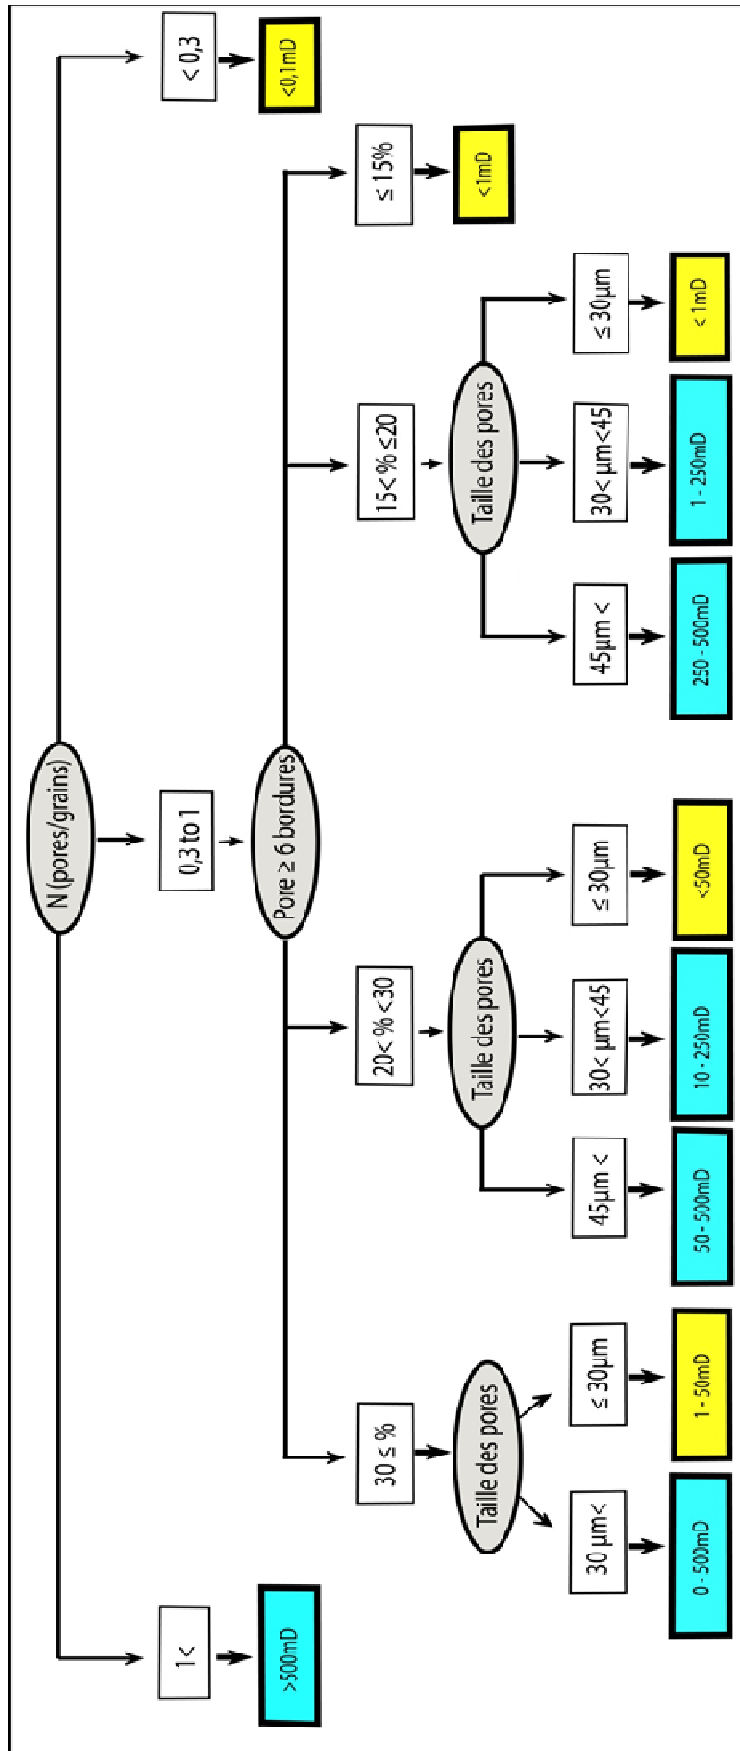 N (pores/grains)
1<
0,3 to 1
< 0,3
>500mD
Pore ≥ 6 bordures
<0,1mD
30 ≤ %
20< % <30
15< % ≤20
≤ 15%
Taille des pores
Taille des pores
Taille des pores
<1mD
30 µm<
≤ 30µm
45µm <
30< µm<45
≤ 30µm
45µm <
30< µm<45
≤ 30µm
0 - 500mD
1 - 50mD
50 - 500mD
10 - 250mD
<50mD
250 - 500mD
1 - 250mD
< 1mD